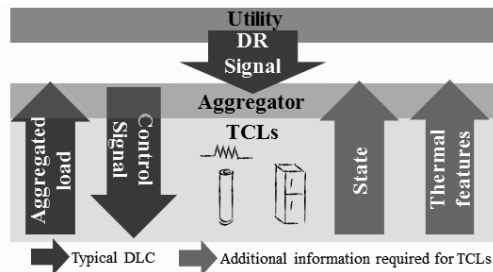 Utility
DR
Signal
Aggregator
TCLs
Aggregated
load
Control
Signal
State
Thermal
features
Typical DLC
Additional information required for TCLs